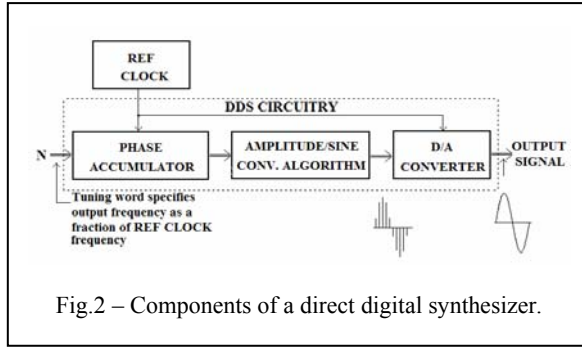 REF
CLOCK
DDS CIRCUITRY
N
PHASE
ACCUMULATOR
AMPLITUDE/SINE
CONV. ALGORITHM
D/A
CONVERTER
OUTPUT
SIGNAL
Tuning word specifies
output frequency as a
fraction of REF CLOCK
frequency
Fig.2 – Components of a direct digital synthesizer.